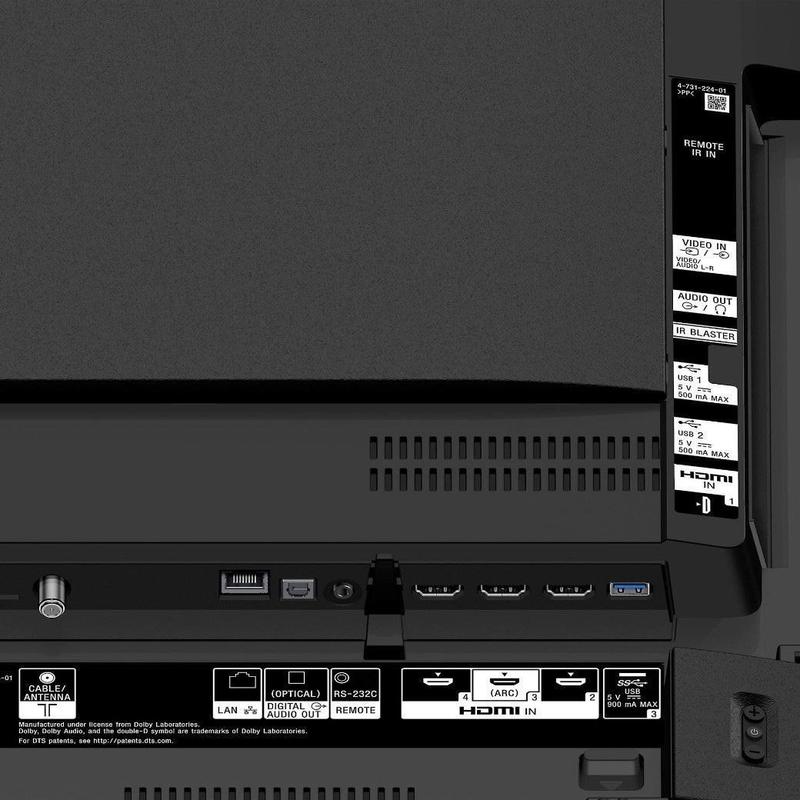 4-731-224-01
>PP<
REMOTE
IR IN
VIDEO IN
/
VIDEO/
AUDIO L-R
AUDIO OUT
/
IR BLASTER
USB 1
5 V
500 mA MAX
USB 2
5 V
500 mA MAX
HDMI
IN
1
D
-01
CABLE/
ANTENNA
LAN
(OPTICAL)
DIGITAL
AUDIO OUT
RS-232C
REMOTE
4
(ARC)
3
2
HDMI IN
SS
USB
5 V
900 mA MAX
3
Manufactured under license from Dolby Laboratories.
Dolby, Dolby Audio, and the double-D symbol are trademarks of Dolby Laboratories.
For DTS patents, see http://patents.dts.com.